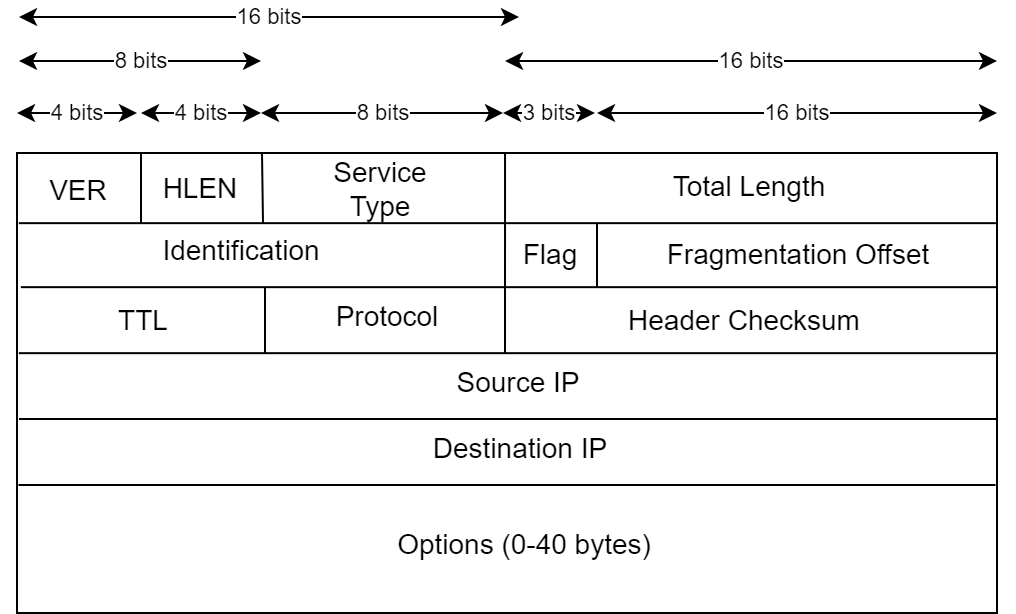 16 bits
8 bits
16 bits
4 bits
4 bits
8 bits
3 bits
16 bits
VER
HLEN
Service
Type
Total Length
Identification
Flag
Fragmentation Offset
TTL
Protocol
Header Checksum
Source IP
Destination IP
Options (0-40 bytes)